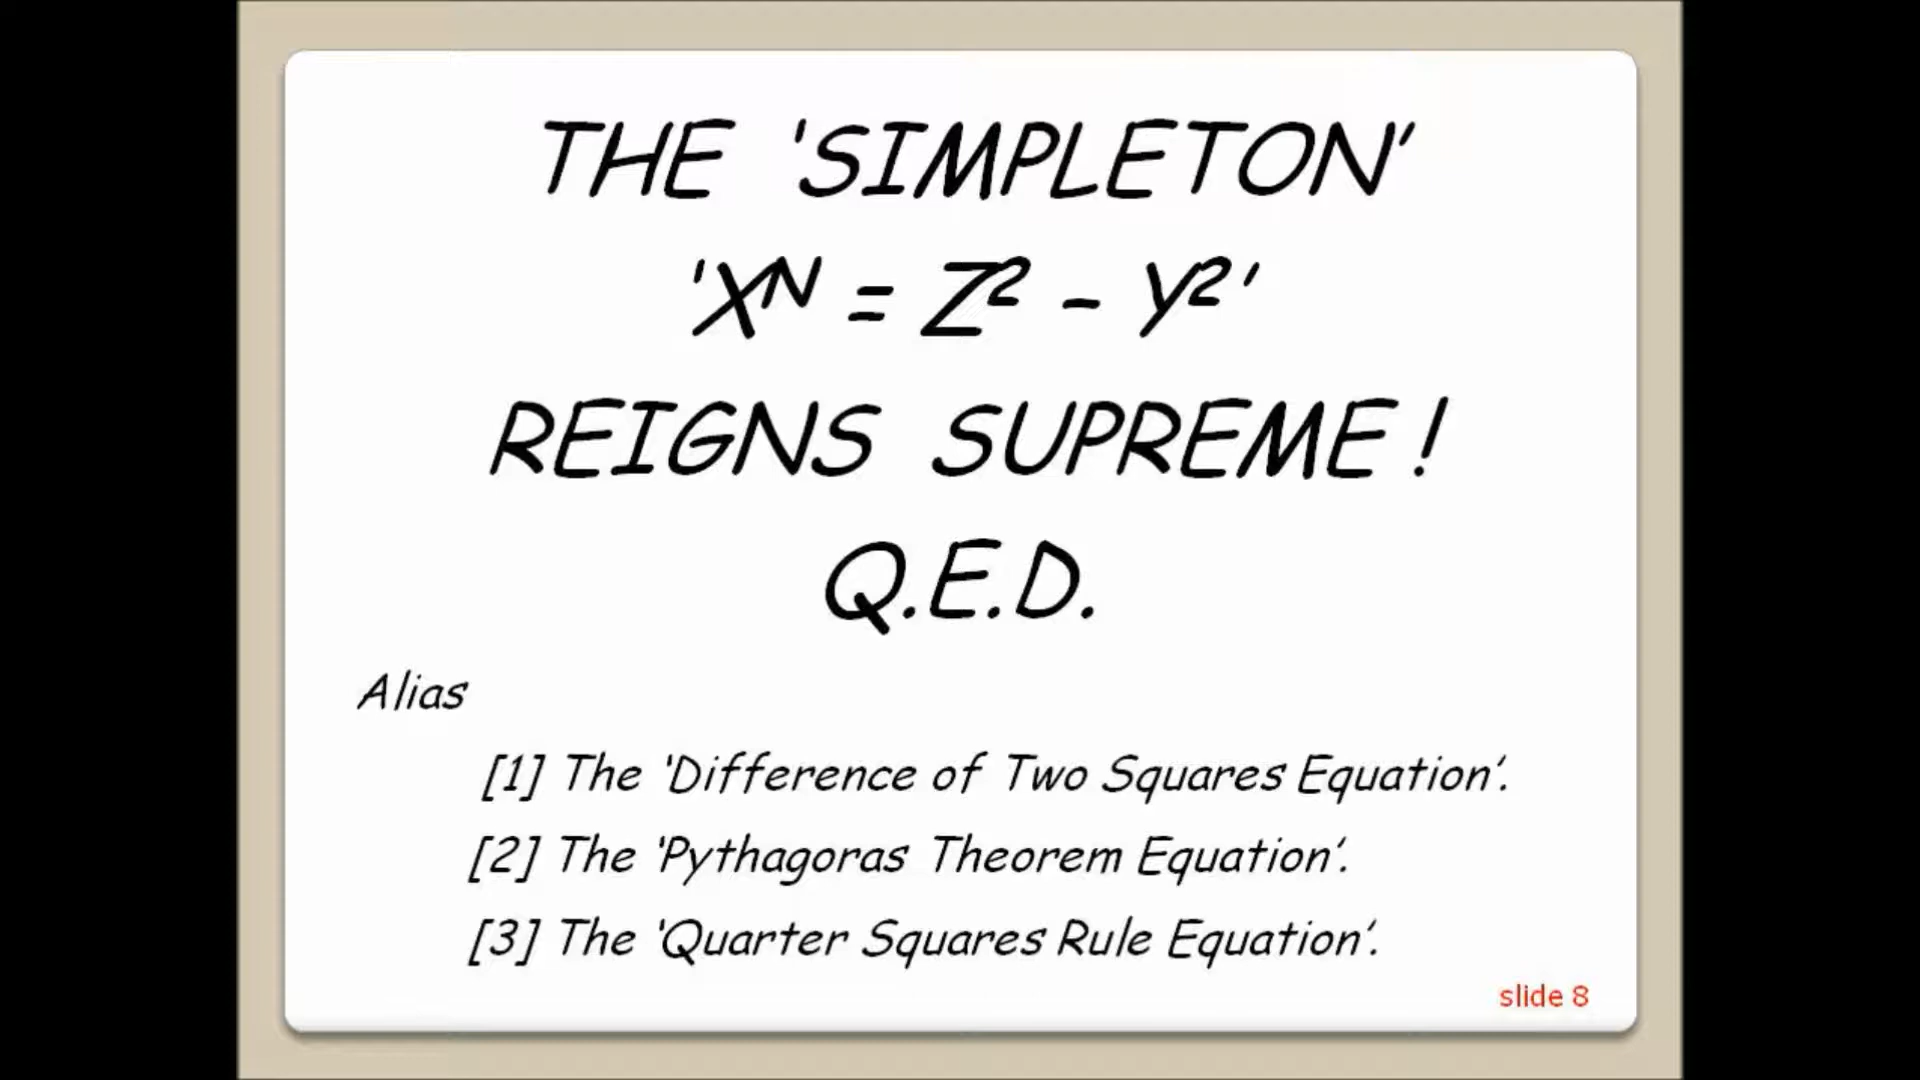 THE ‘SIMPLETON’
‘Xᴺ = Z² – Y²’
REIGNS SUPREME !
Q.E.D.
Alias
[1] The ‘Difference of Two Squares Equation’.
[2] The ‘Pythagoras Theorem Equation’.
[3] The ‘Quarter Squares Rule Equation’.
slide 8